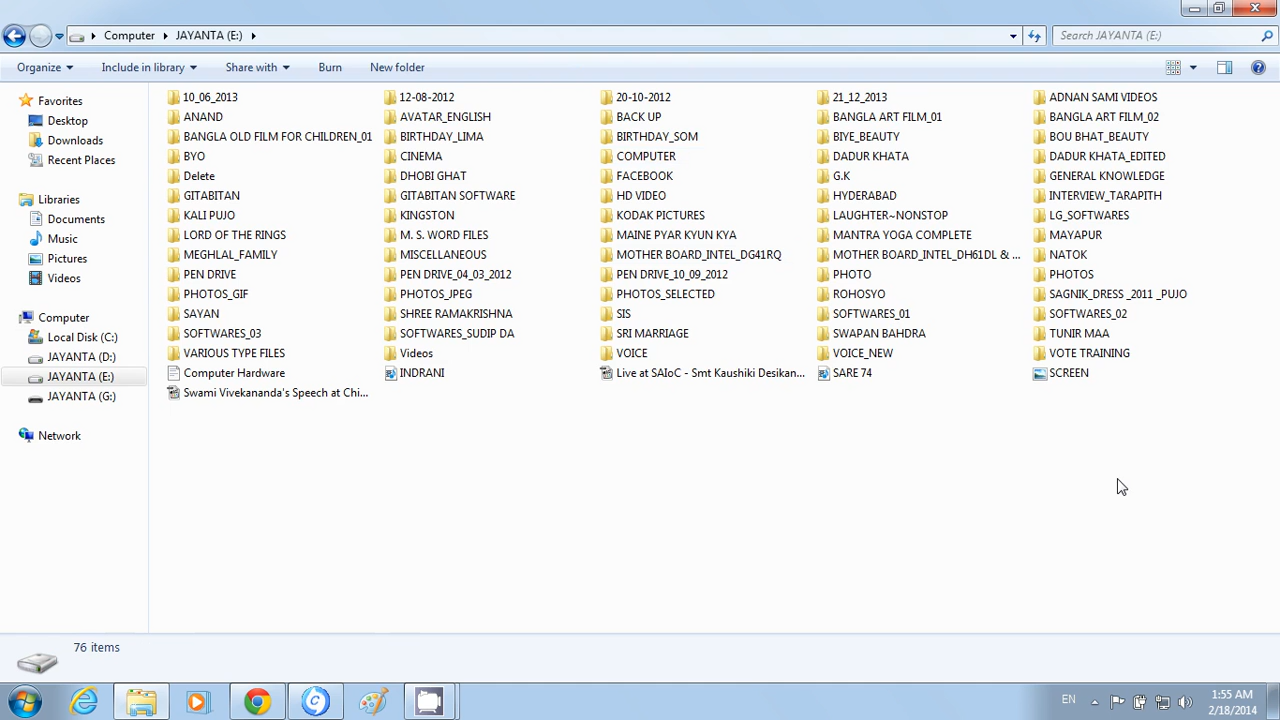 Computer JAYANTA (E:)
Search JAYANTA (E:)
Organize Include in library Share with Burn New folder
Favorites
Desktop
Downloads
Recent Places
Libraries
Documents
Music
Pictures
Videos
Computer
Local Disk (C:)
JAYANTA (D:)
JAYANTA (E:)
JAYANTA (G:)
Network
10_06_2013 12-08-2012 20-10-2012 21_12_2013 ADNAN SAMI VIDEOS
ANAND AVATAR_ENGLISH BACK UP BANGLA ART FILM_01 BANGLA ART FILM_02
BANGLA OLD FILM FOR CHILDREN_01 BIRTHDAY_LIMA BIRTHDAY_SOM BIYE_BEAUTY BOU BHAT_BEAUTY
BYO CINEMA COMPUTER DADUR KHATA DADUR KHATA_EDITED
Delete DHOBI GHAT FACEBOOK G.K GENERAL KNOWLEDGE
GITABITAN GITABITAN SOFTWARE HD VIDEO HYDERABAD INTERVIEW_TARAPITH
KALI PUJO KINGSTON KODAK PICTURES LAUGHTER~NONSTOP LG_SOFTWARES
LORD OF THE RINGS M. S. WORD FILES MAINE PYAR KYUN KYA MANTRA YOGA COMPLETE MAYAPUR
MEGHLAL_FAMILY MISCELLANEOUS MOTHER BOARD_INTEL_DG41RQ MOTHER BOARD_INTEL_DH61DL & ... NATOK
PEN DRIVE PEN DRIVE_04_03_2012 PEN DRIVE_10_09_2012 PHOTO PHOTOS
PHOTOS_GIF PHOTOS_JPEG PHOTOS_SELECTED ROHOSYO SAGNIK_DRESS _2011 _PUJO
SAYAN SHREE RAMAKRISHNA SIS SOFTWARES_01 SOFTWARES_02
SOFTWARES_03 SOFTWARES_SUDIP DA SRI MARRIAGE SWAPAN BAHDRA TUNIR MAA
VARIOUS TYPE FILES Videos VOICE VOICE_NEW VOTE TRAINING
Computer Hardware INDRANI Live at SAIoC - Smt Kaushiki Desikan... SARE 74 SCREEN
Swami Vivekananda's Speech at Chi...
76 items
EN
1:55 AM
2/18/2014